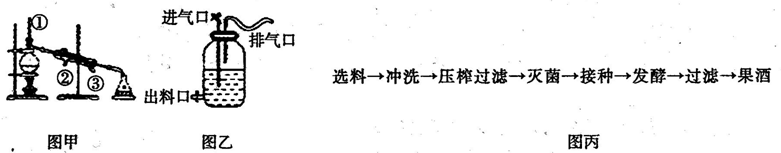 ①
②
③
图甲
进气口
排气口
出料口
图乙
选料→冲洗→压榨过滤→灭菌→接种→发酵→过滤→果酒
图丙